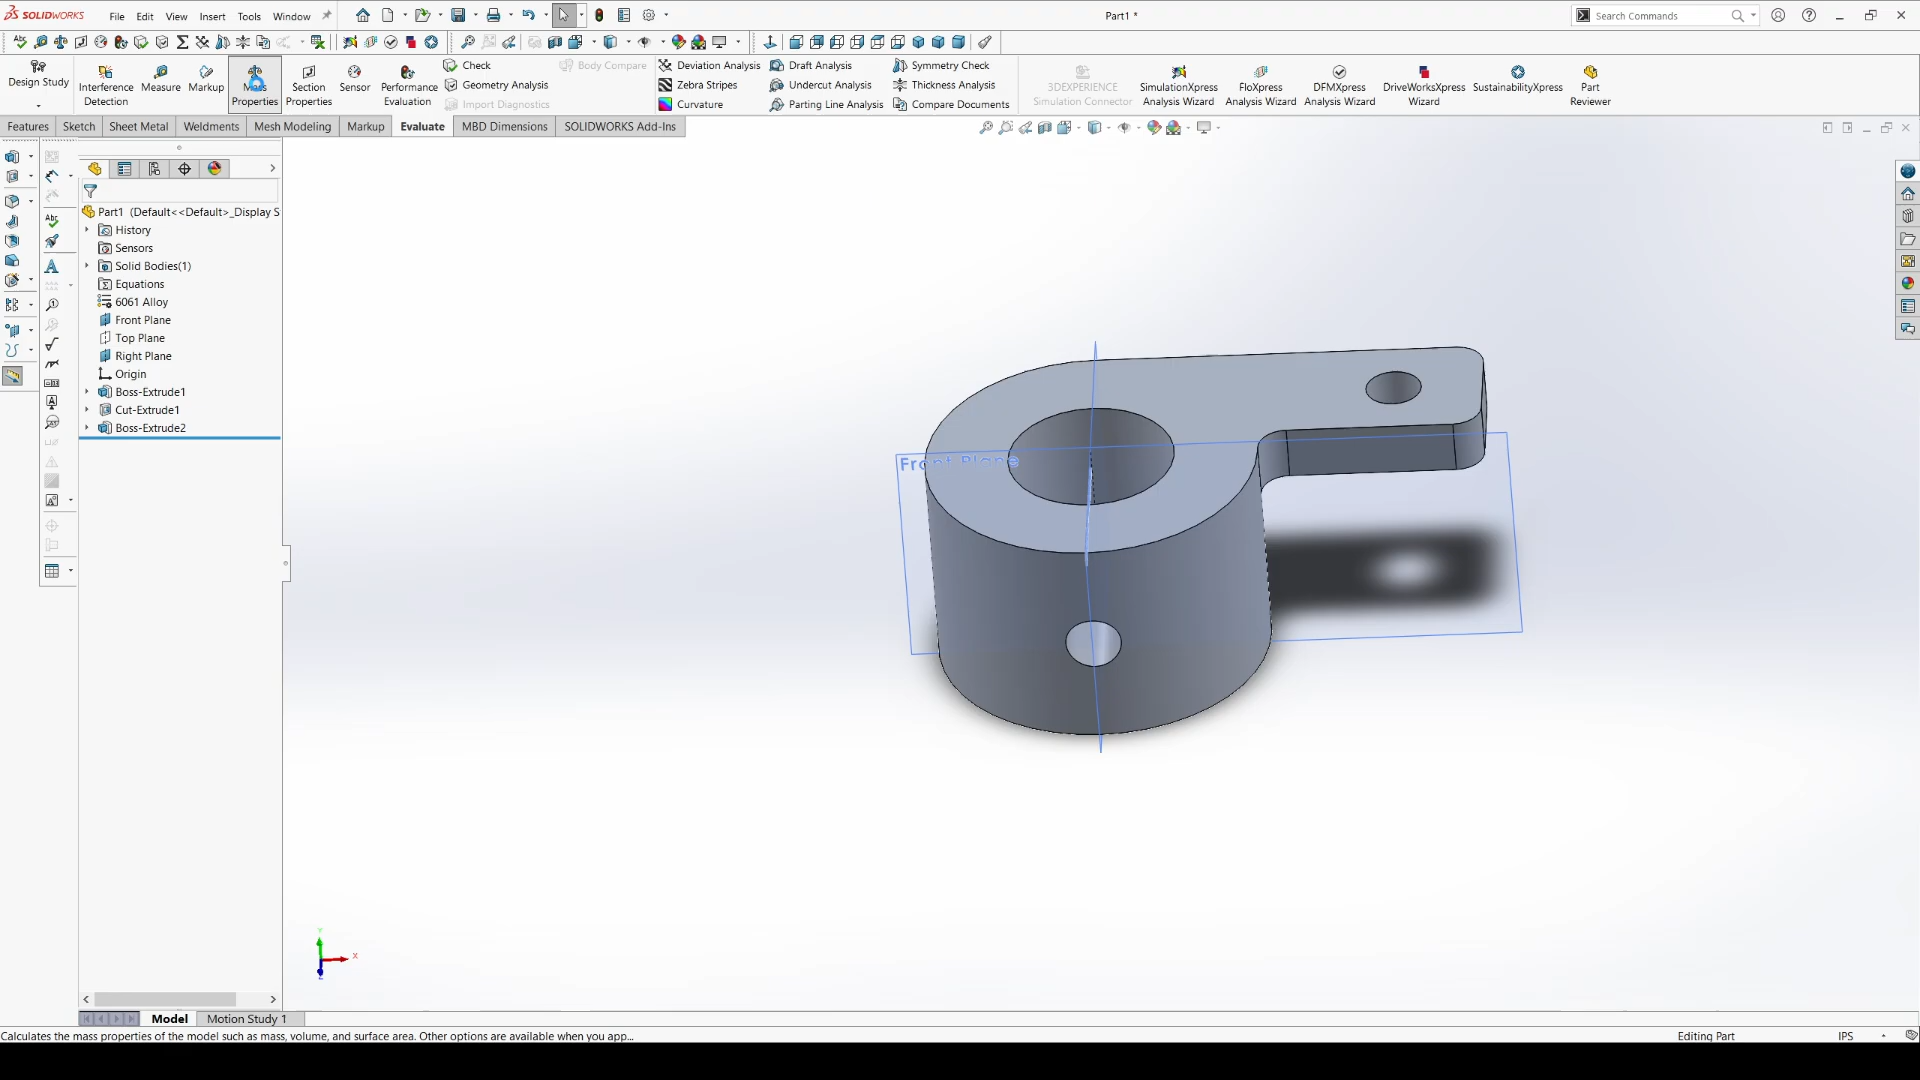 SOLIDWORKS File Edit View Insert Tools Window Part1 * Search Commands
Design Study
Interference Detection
Measure
Markup
Mass Properties
Section Properties
Sensor
Performance Evaluation
Check
Geometry Analysis
Import Diagnostics
Body Compare
Deviation Analysis
Zebra Stripes
Curvature
Draft Analysis
Undercut Analysis
Parting Line Analysis
Symmetry Check
Thickness Analysis
Compare Documents
3DEXPERIENCE Simulation Connector
SimulationXpress Analysis Wizard
FloXpress Analysis Wizard
DFMXpress Analysis Wizard
DriveWorksXpress Wizard
SustainabilityXpress
Part Reviewer
Features Sketch Sheet Metal Weldments Mesh Modeling Markup Evaluate MBD Dimensions SOLIDWORKS Add-Ins
Part1 (Default<<Default>_Display S
History
Sensors
Solid Bodies(1)
Equations
6061 Alloy
Front Plane
Top Plane
Right Plane
Origin
Boss-Extrude1
Cut-Extrude1
Boss-Extrude2
Front Plane
Y
X
Z
Model Motion Study 1
Calculates the mass properties of the model such as mass, volume, and surface area. Other options are available when you app... Editing Part IPS